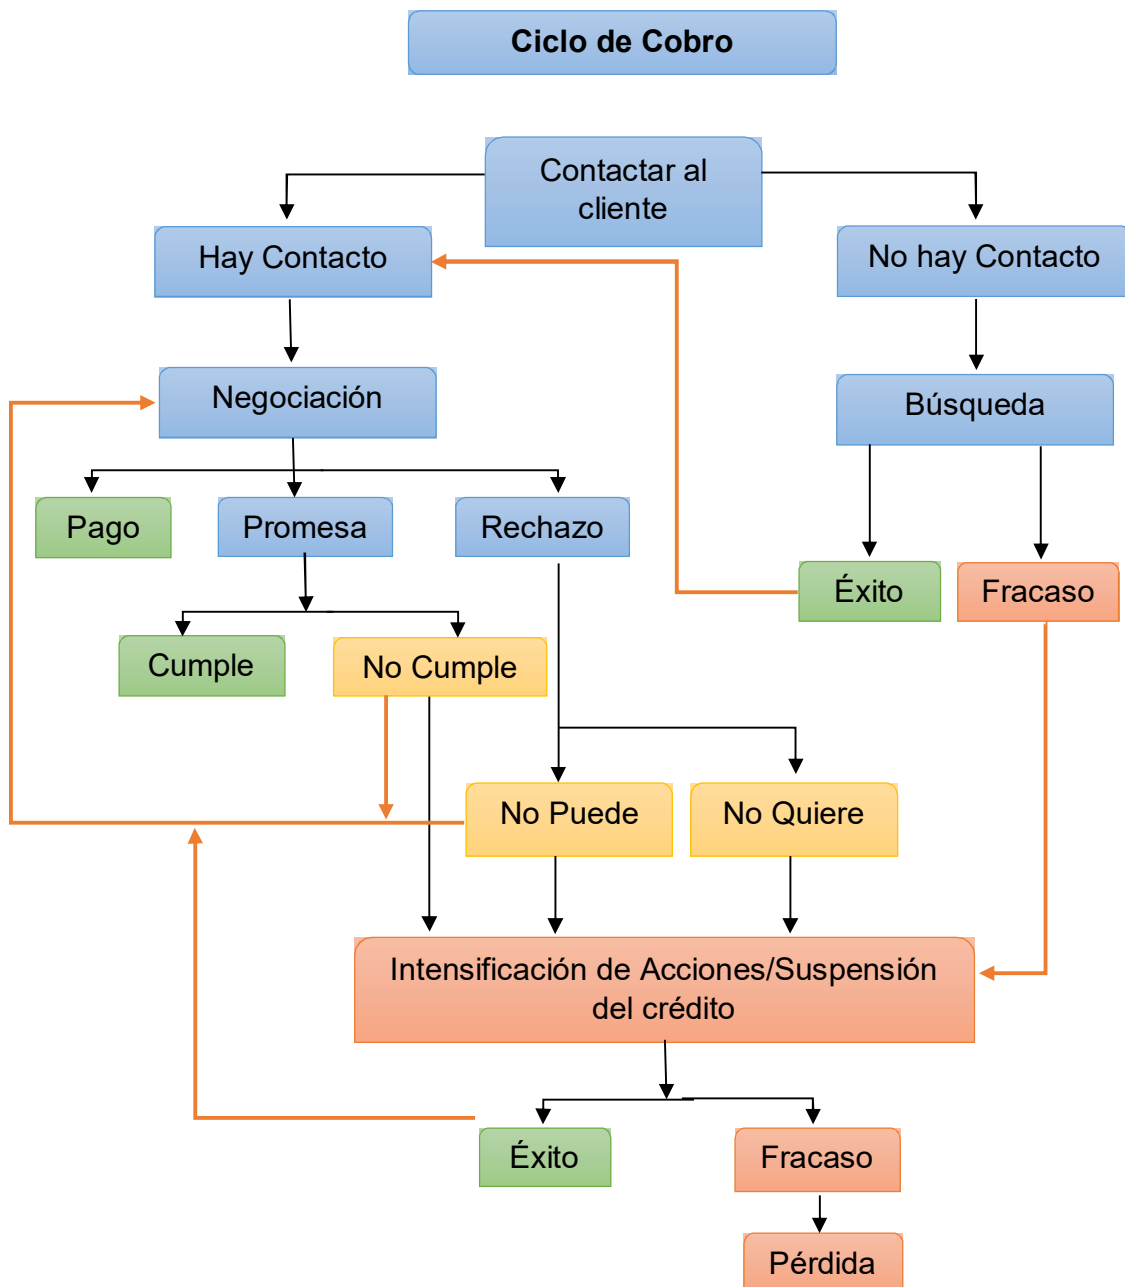 Ciclo de Cobro
Contactar al
cliente
Hay Contacto
No hay Contacto
Negociación
Búsqueda
Pago
Promesa
Rechazo
Éxito
Fracaso
Cumple
No Cumple
No Puede
No Quiere
Intensificación de Acciones/Suspensión
del crédito
Éxito
Fracaso
Pérdida